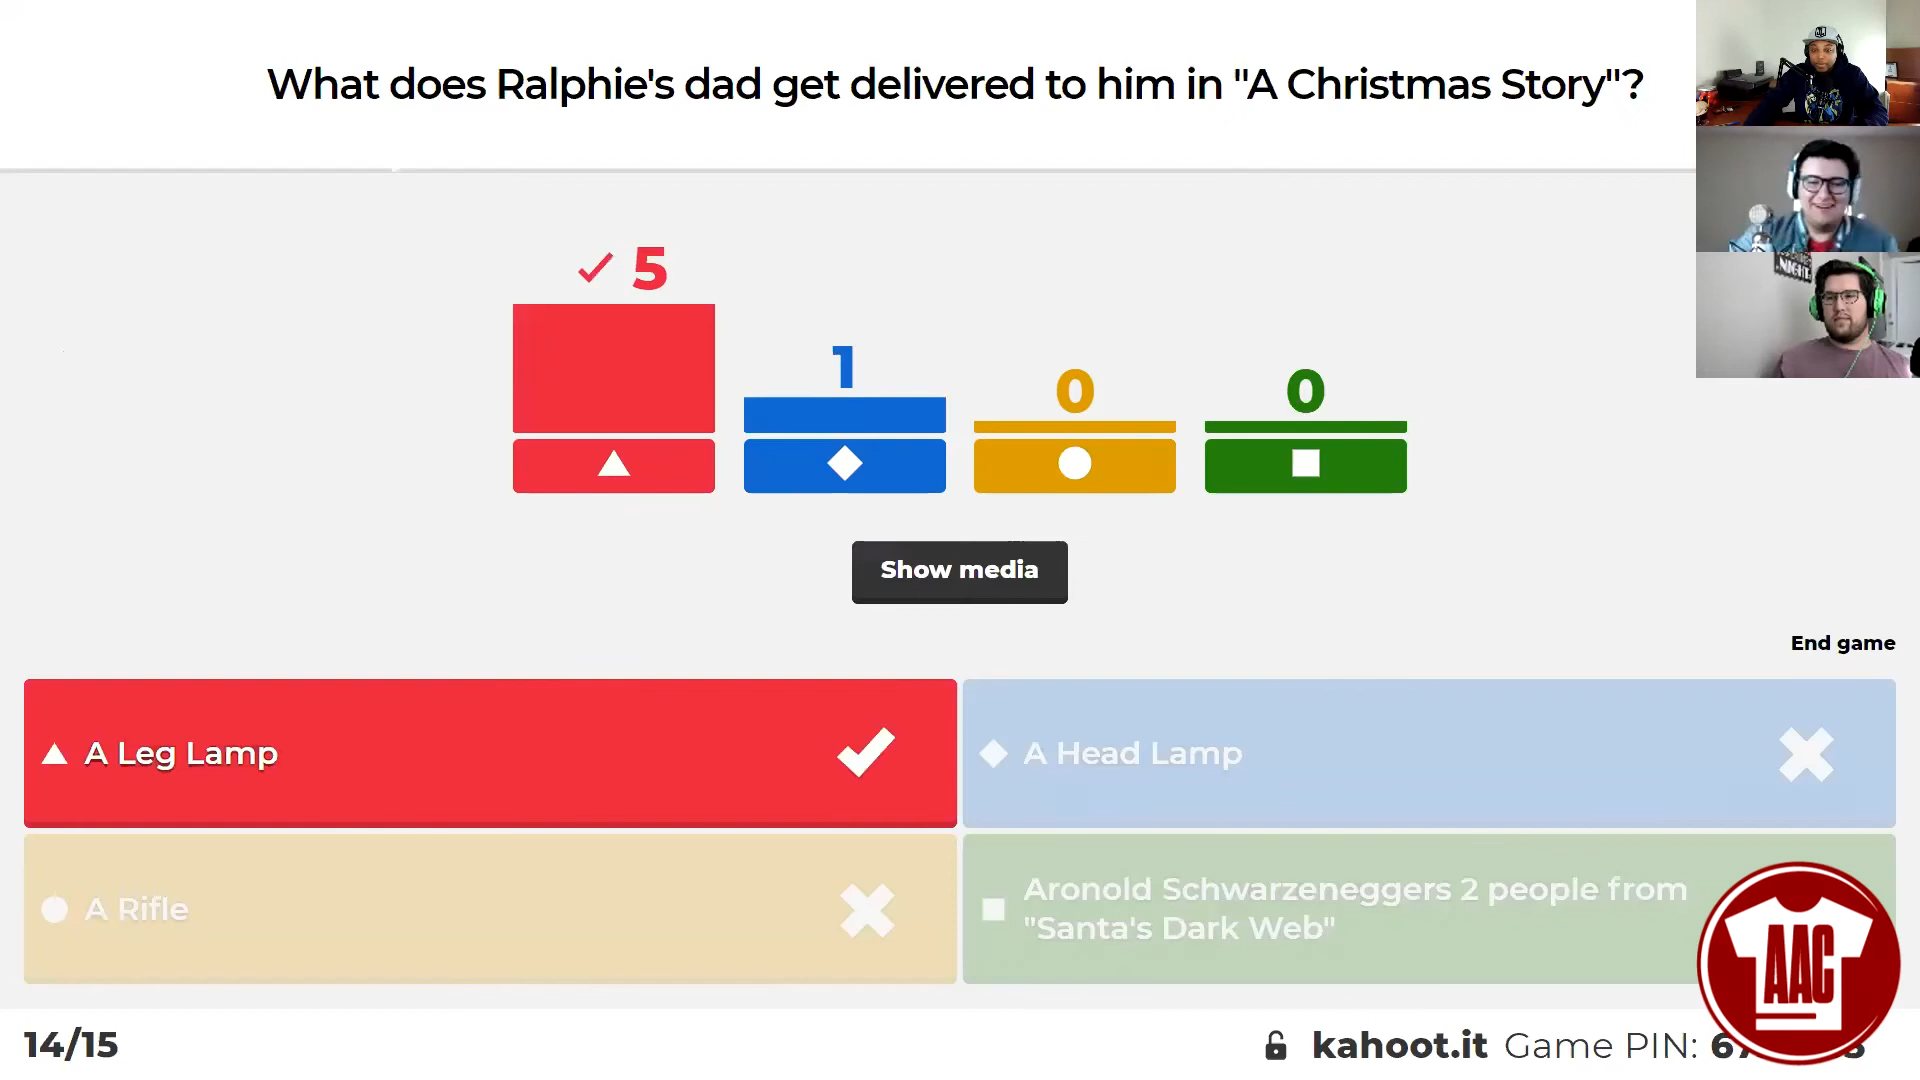 What does Ralphie's dad get delivered to him in "A Christmas Story"?
NIGHT
5
1
0
0
Show media
End game
A Leg Lamp
A Head Lamp
A Rifle
Aronold Schwarzeneggers 2 people from
"Santa's Dark Web"
AAC
14/15
kahoot.it Game PIN: